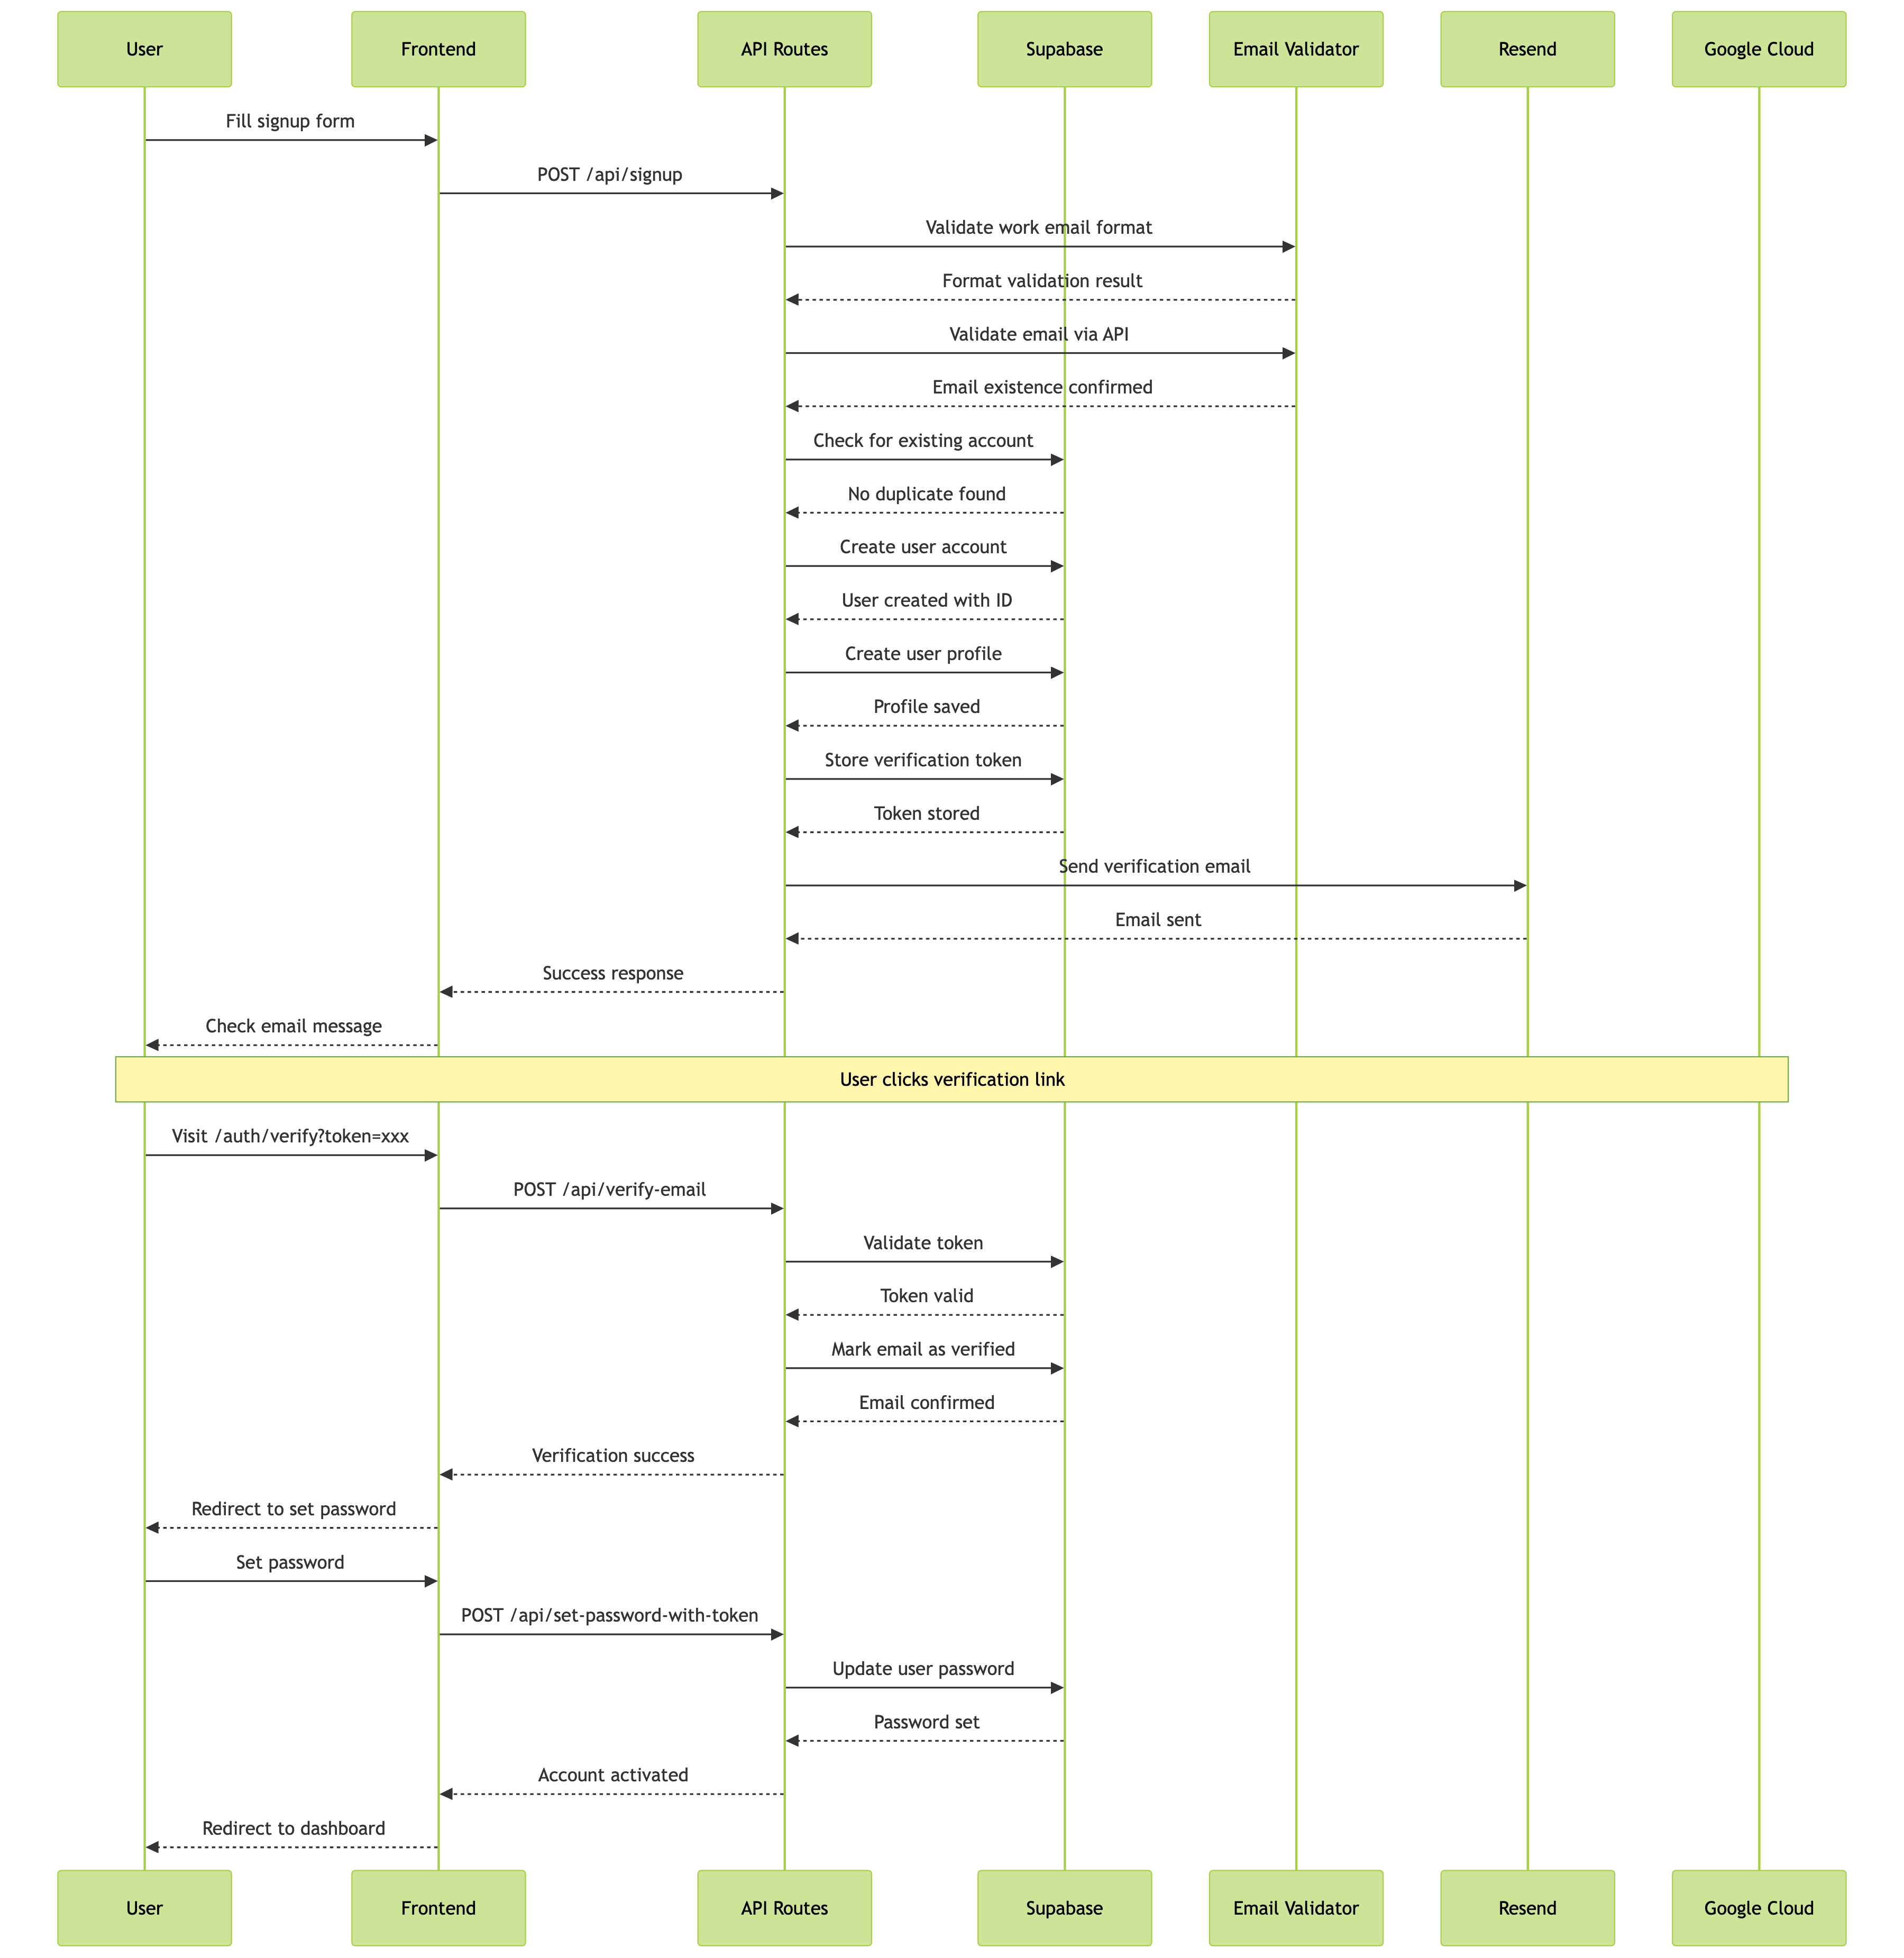 User
Frontend
API Routes
Supabase
Email Validator
Resend
Google Cloud
Fill signup form
POST /api/signup
Validate work email format
Format validation result
Validate email via API
Email existence confirmed
Check for existing account
No duplicate found
Create user account
User created with ID
Create user profile
Profile saved
Store verification token
Token stored
Send verification email
Email sent
Success response
Check email message
User clicks verification link
Visit /auth/verify?token=xxx
POST /api/verify-email
Validate token
Token valid
Mark email as verified
Email confirmed
Verification success
Redirect to set password
Set password
POST /api/set-password-with-token
Update user password
Password set
Account activated
Redirect to dashboard
User
Frontend
API Routes
Supabase
Email Validator
Resend
Google Cloud